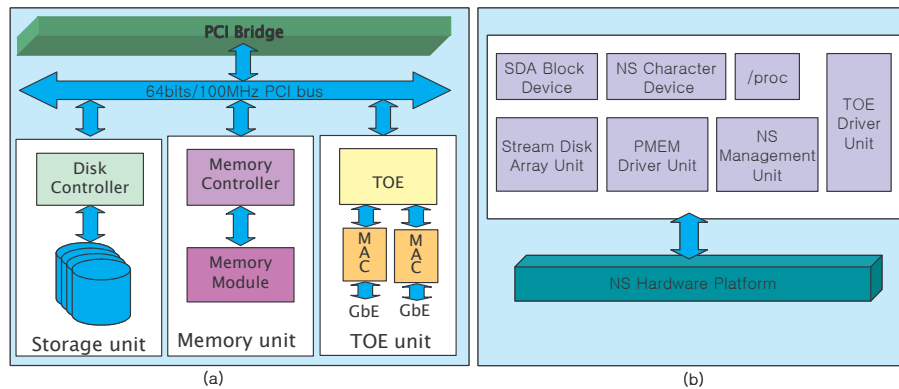 PCI Bridge
64bits/100MHz PCI bus
Disk
Controller
Storage unit
Memory
Controller
Memory
Module
Memory unit
TOE
MAC
MAC
GbE
GbE
TOE unit
(a)
SDA Block
Device
NS Character
Device
/proc
TOE
Driver
Unit
Stream Disk
Array Unit
PMEM
Driver Unit
NS
Management
Unit
NS Hardware Platform
(b)